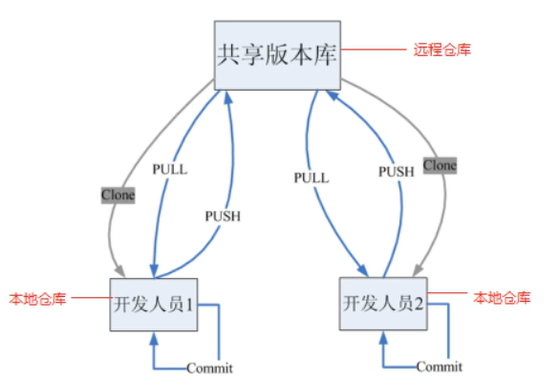 共享版本库
远程仓库
Clone
PULL
PUSH
PULL
PUSH
Clone
本地仓库
开发人员1
Commit
开发人员2
本地仓库
Commit